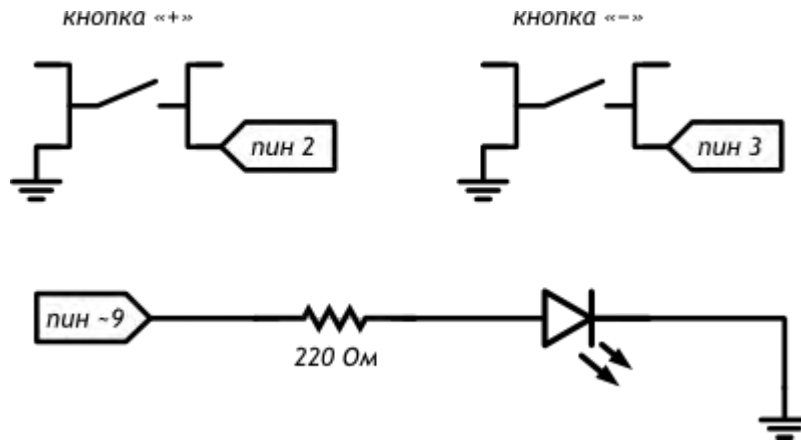 кнопка «+»
кнопка «−»
пин 2
пин 3
пин ~9
220 Ом